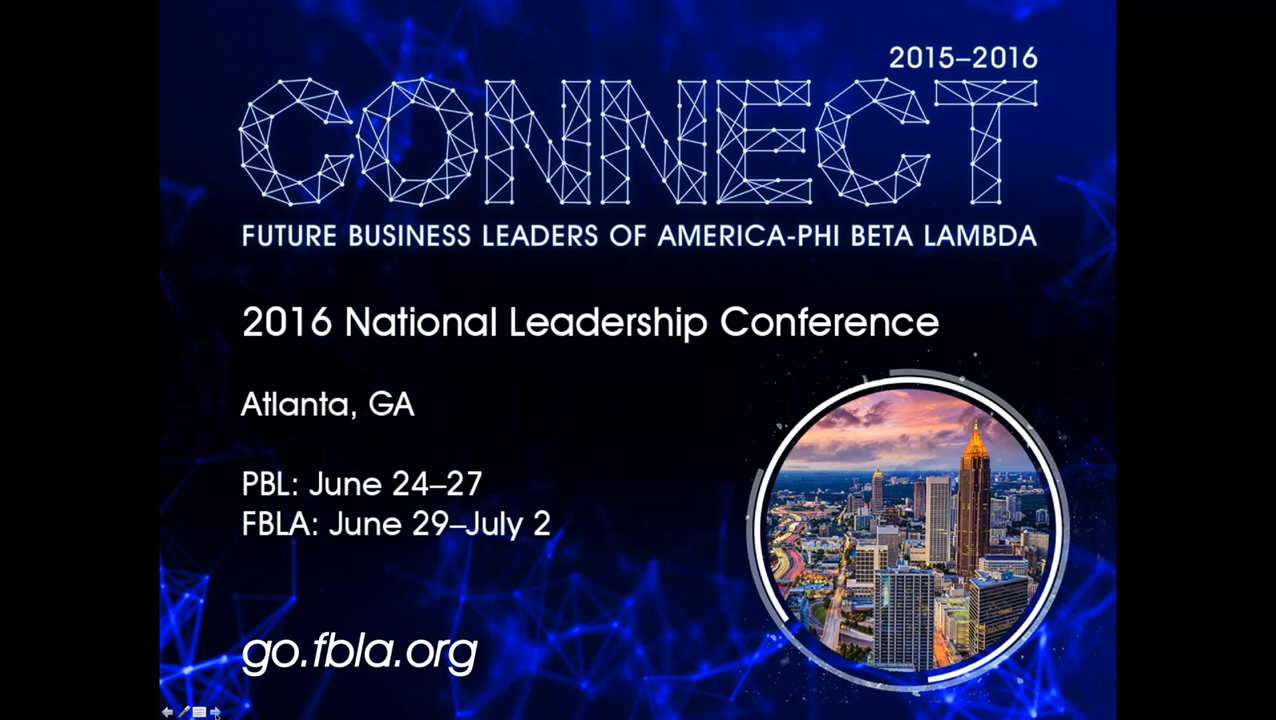 2015–2016
CONNECT
FUTURE BUSINESS LEADERS OF AMERICA-PHI BETA LAMBDA
2016 National Leadership Conference
Atlanta, GA
PBL: June 24–27
FBLA: June 29–July 2
go.fbla.org